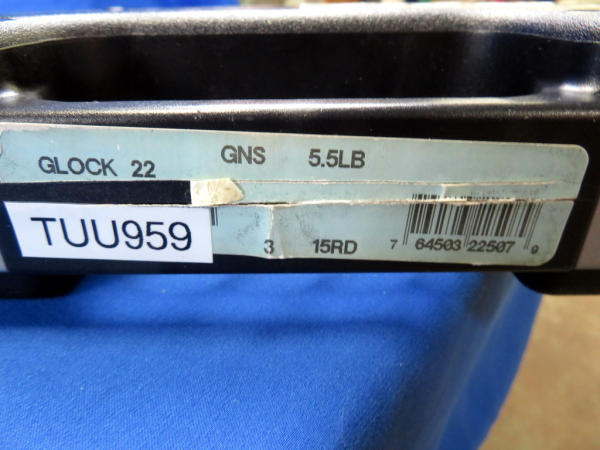 GLOCK 22 GNS 5.5LB
TUU959 3 15RD 7 64503 22507 9